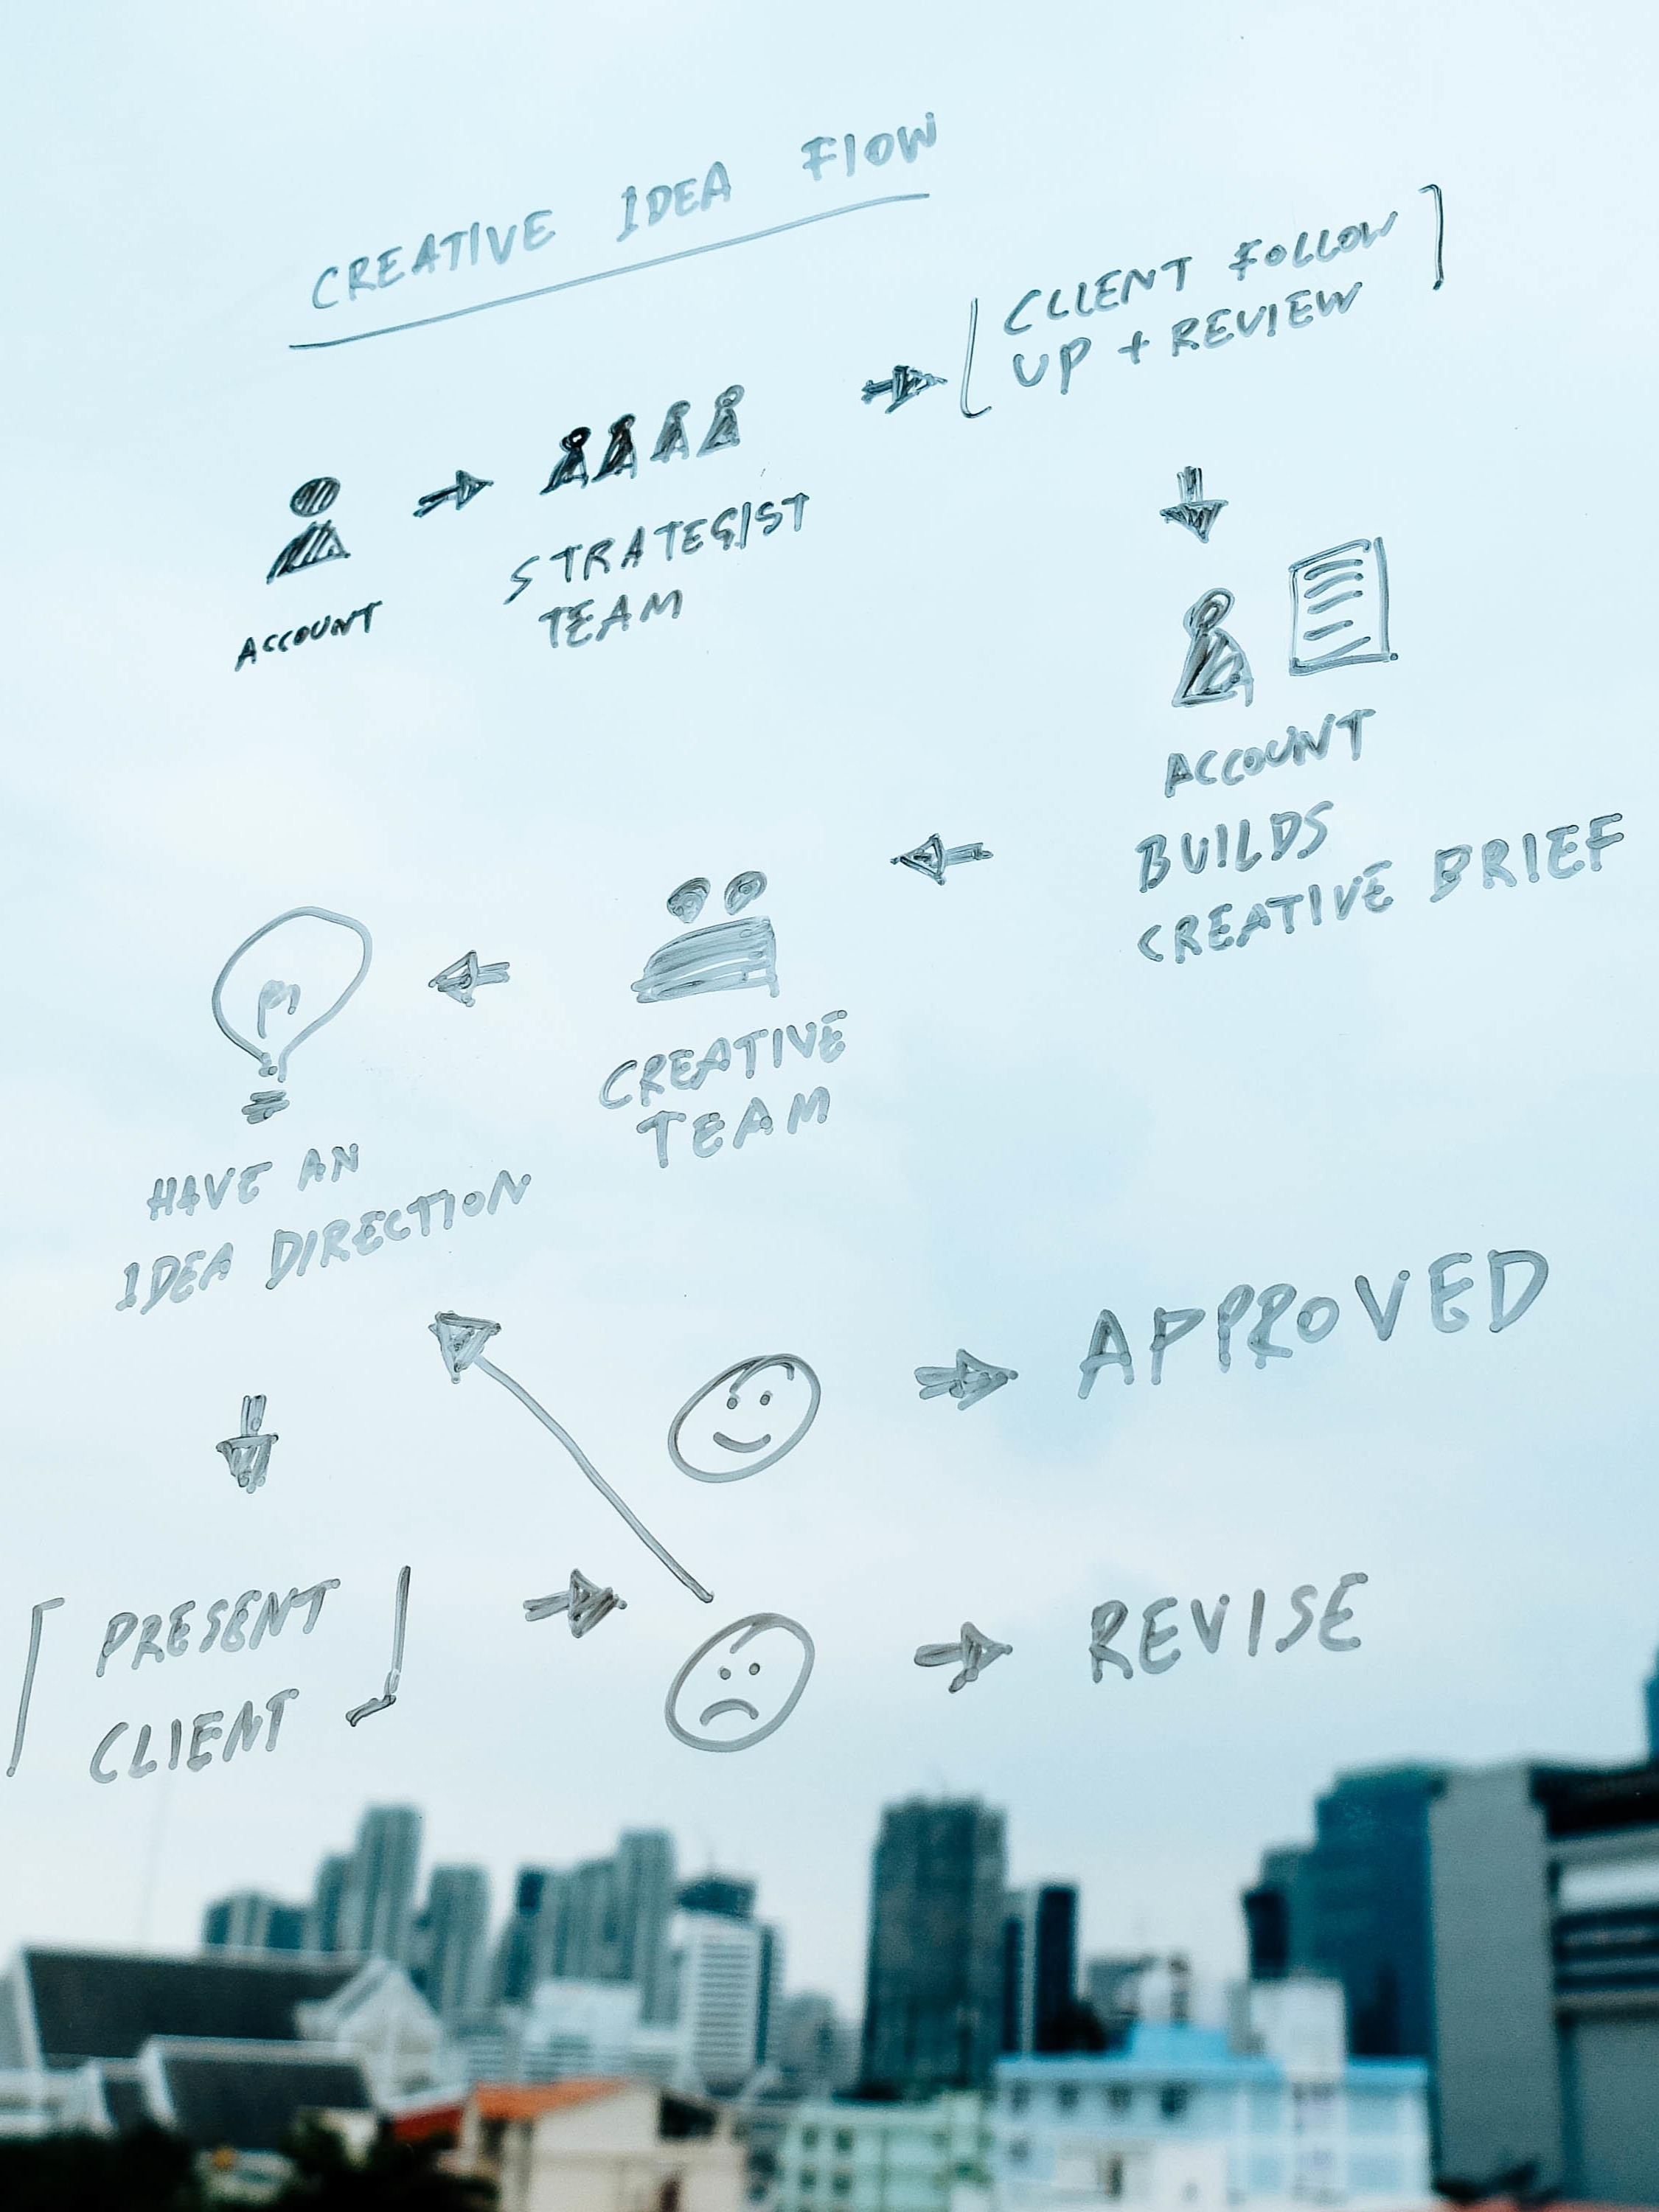 CREATIVE IDEA FLOW
CLIENT FOLLOW
UP + REVIEW
ACCOUNT
STRATEGIST
TEAM
ACCOUNT
BUILDS
CREATIVE BRIEF
CREATIVE
TEAM
HAVE AN
IDEA DIRECTION
APPROVED
PRESENT
CLIENT
REVISE